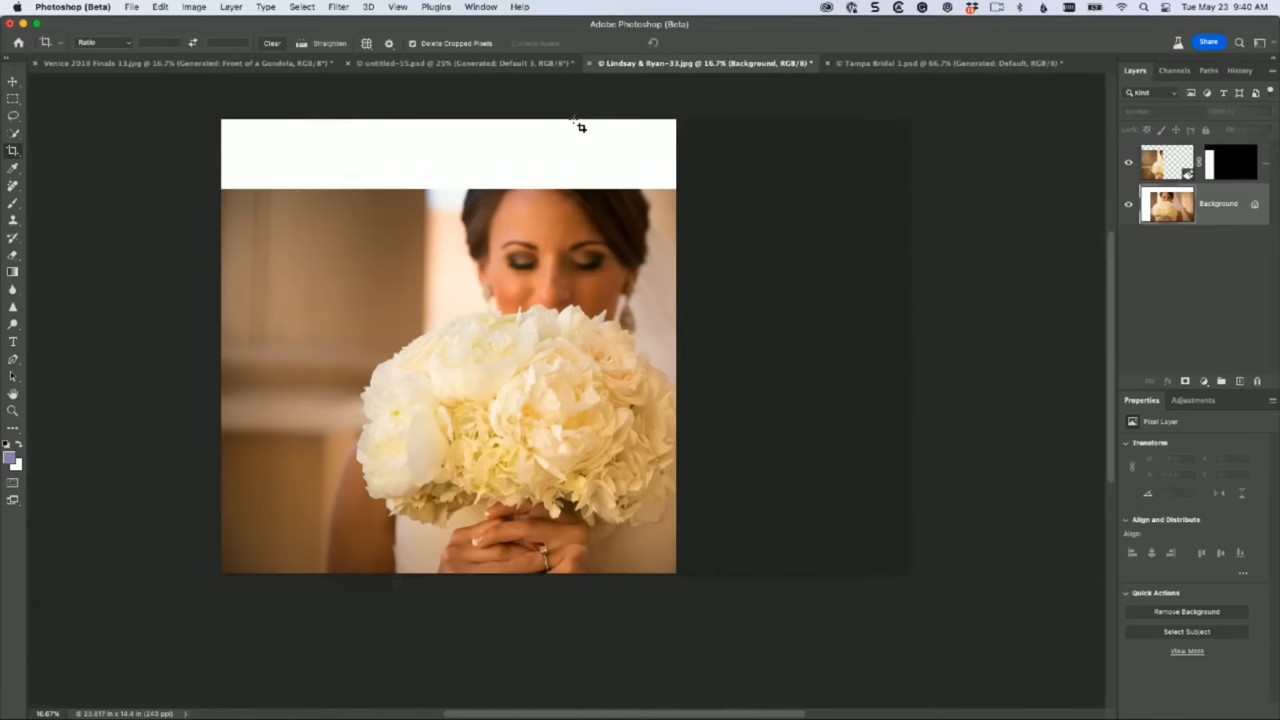 Photoshop (Beta) File Edit Image Layer Type Select Filter 3D View Plugins Window Help Tue May 23 9:40 AM
Adobe Photoshop (Beta)
Ratio Clear Straighten Delete Cropped Pixels Content-Aware Share
Venice 2018 Finals 13.jpg @ 16.7% (Generated: Front of a Gondola, RGB/8*) * © untitled-55.psd @ 25% (Generated: Default 3, RGB/8*) * © Lindsay & Ryan-33.jpg @ 16.7% (Background, RGB/8) * © Tampa Bridal 1.psd @ 66.7% (Generated: Default, RGB/8) *
Layers Channels Paths History
Kind
Lock:
Background
Properties Adjustments
Pixel Layer
Transform
Align and Distribute
Align:
Quick Actions
Remove Background
Select Subject
View More
16.67% @ 25.817 in x 14.4 in (240 ppi)